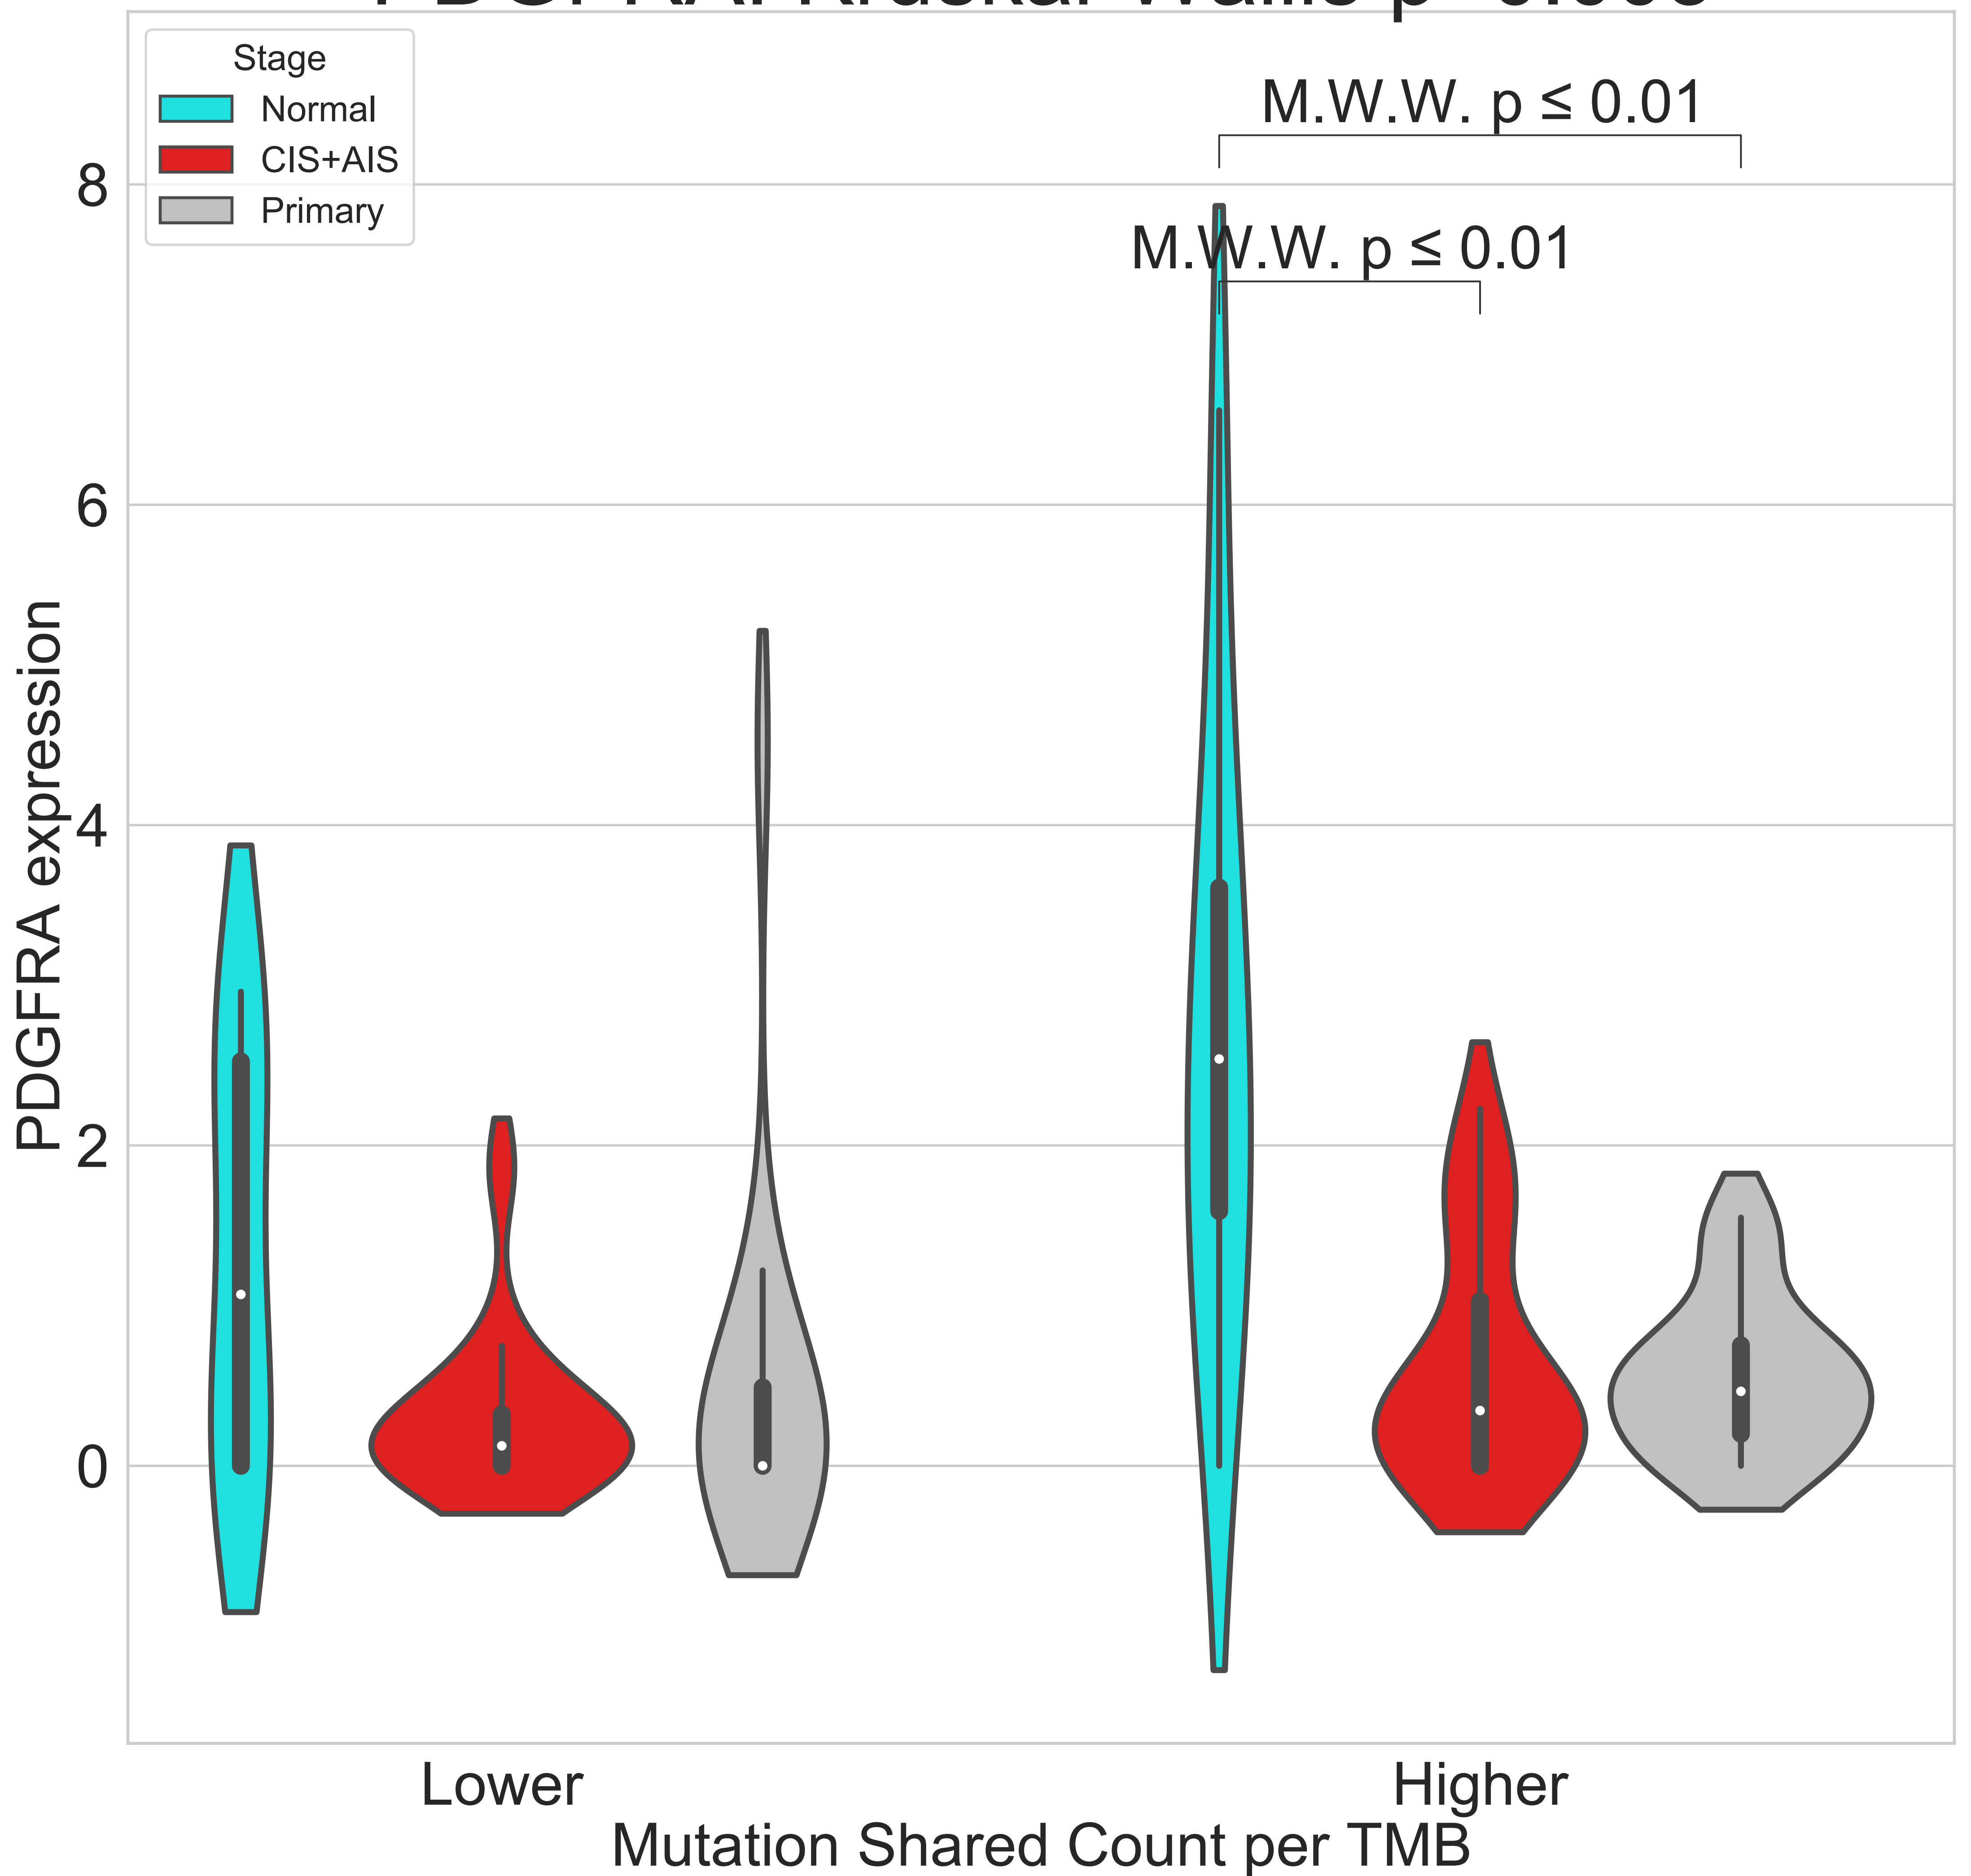 Stage
Normal
CIS+AIS
Primary
M.W.W. p ≤ 0.01
M.W.W. p ≤ 0.01
8
6
4
2
0
PDGFRA expression
Lower
Higher
Mutation Shared Count per TMB